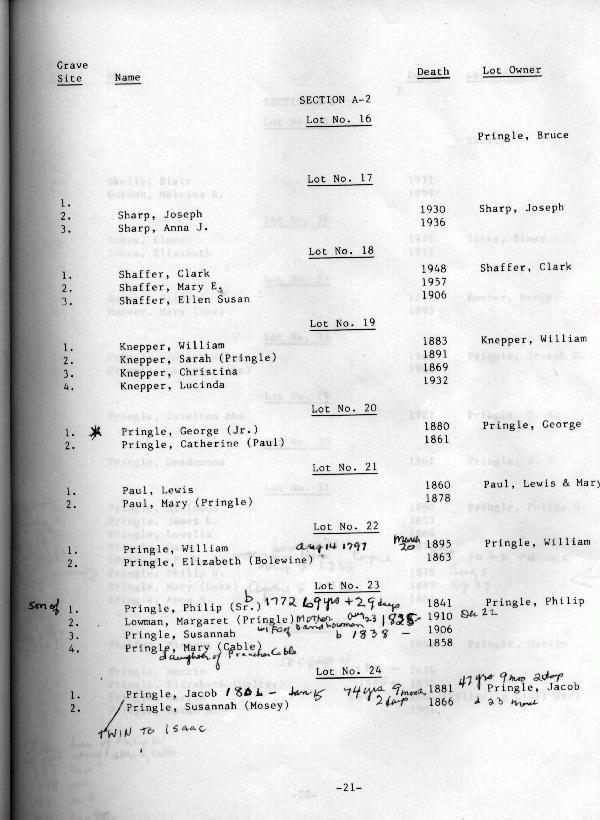 Grave
Site Name Death Lot Owner
SECTION A-2
Lot No. 16
Pringle, Bruce
Lot No. 17
1.
2. Sharp, Joseph 1930 Sharp, Joseph
3. Sharp, Anna J. 1936
Lot No. 18
1. Shaffer, Clark 1948 Shaffer, Clark
2. Shaffer, Mary E. 1957
3. Shaffer, Ellen Susan 1906
Lot No. 19
1. Knepper, William 1883 Knepper, William
2. Knepper, Sarah (Pringle) 1891
3. Knepper, Christina 1869
4. Knepper, Lucinda 1932
Lot No. 20
1. Pringle, George (Jr.) 1880 Pringle, George
2. Pringle, Catherine (Paul) 1861
Lot No. 21
1. Paul, Lewis 1860 Paul, Lewis & Mary
2. Paul, Mary (Pringle) 1878
Lot No. 22
1. Pringle, William Aug 14 1797 March 20 1895 Pringle, William
2. Pringle, Elizabeth (Bolewine) 1863
Lot No. 23
son of 1. Pringle, Philip (Sr.) b 1772 69 yrs + 29 days 1841 Pringle, Philip
2. Lowman, Margaret (Pringle) Mother Aug 23 1825 - 1910 Dec 22
wife of
3. Pringle, Susannah b 1838 - 1906
4. Pringle, Mary (Cable) 1858
daughter of Preacher Cable
Lot No. 24
47 yrs 9 mos 2 days
1. Pringle, Jacob 1806 - Jan 15 74 yrs 9 mos 1881 Pringle, Jacob
2. Pringle, Susannah (Mosey) 2 days 1866 d 23
TWIN TO ISAAC
-21-